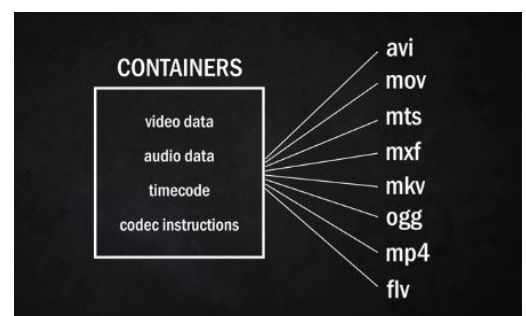 CONTAINERS
video data
audio data
timecode
codec instructions
avi
mov
mts
mxf
mkv
ogg
mp4
flv